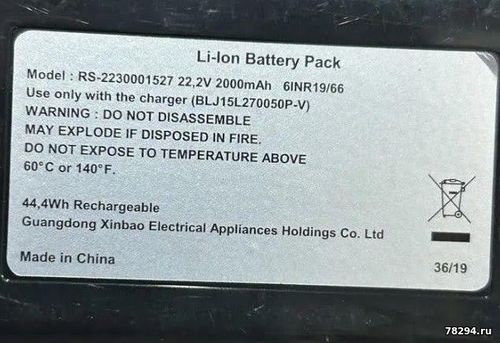 Li-Ion Battery Pack
Model : RS-2230001527 22,2V 2000mAh 6INR19/66
Use only with the charger (BLJ15L270050P-V)
WARNING : DO NOT DISASSEMBLE
MAY EXPLODE IF DISPOSED IN FIRE.
DO NOT EXPOSE TO TEMPERATURE ABOVE
60°C or 140°F.
44,4Wh Rechargeable
Guangdong Xinbao Electrical Appliances Holdings Co. Ltd
Made in China
36/19
78294.ru